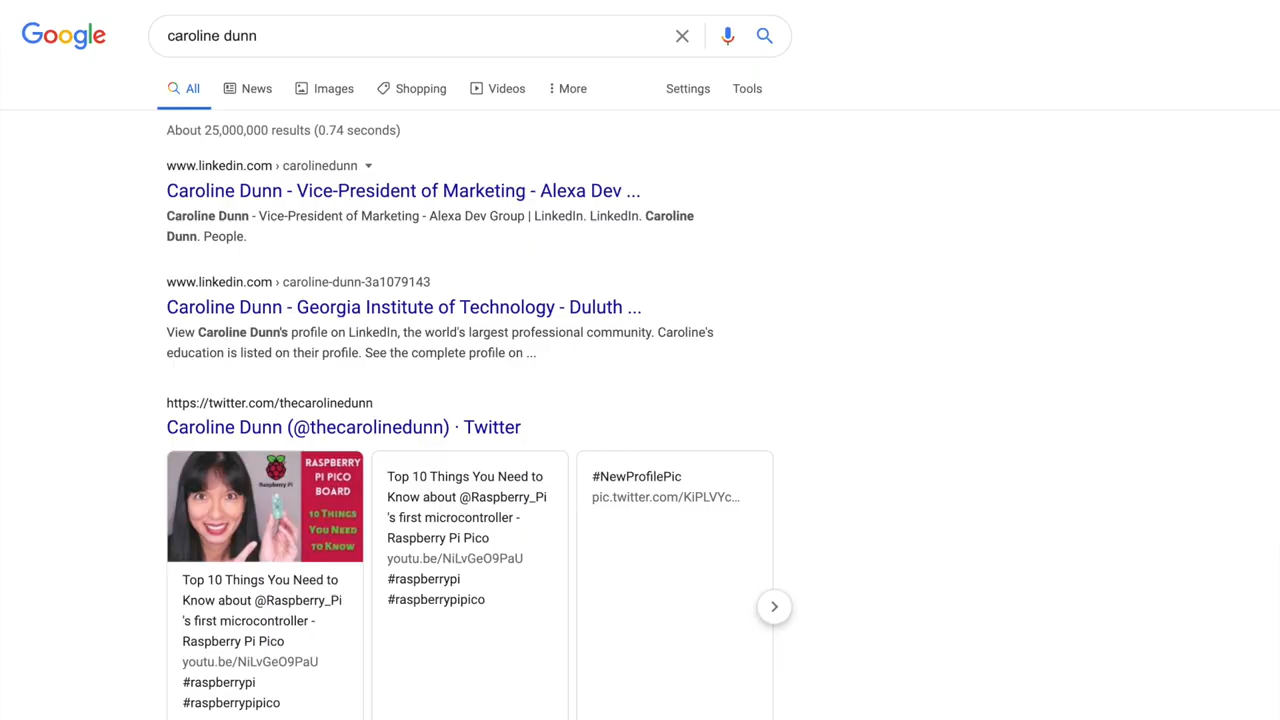 Google
caroline dunn
All
News
Images
Shopping
Videos
More
Settings
Tools
About 25,000,000 results (0.74 seconds)
www.linkedin.com › carolinedunn
Caroline Dunn - Vice-President of Marketing - Alexa Dev ...
Caroline Dunn - Vice-President of Marketing - Alexa Dev Group | LinkedIn. LinkedIn. Caroline
Dunn. People.
www.linkedin.com › caroline-dunn-3a1079143
Caroline Dunn - Georgia Institute of Technology - Duluth ...
View Caroline Dunn's profile on LinkedIn, the world's largest professional community. Caroline's
education is listed on their profile. See the complete profile on ...
https://twitter.com/thecarolinedunn
Caroline Dunn (@thecarolinedunn) · Twitter
Raspberry Pi
RASPBERRY
PI PICO
BOARD
10 THINGS
YOU NEED
TO KNOW
Top 10 Things You Need to
Know about @Raspberry_Pi
's first microcontroller -
Raspberry Pi Pico
youtu.be/NiLvGeO9PaU
#raspberrypi
#raspberrypipico
Top 10 Things You Need to
Know about @Raspberry_Pi
's first microcontroller -
Raspberry Pi Pico
youtu.be/NiLvGeO9PaU
#raspberrypi
#raspberrypipico
#NewProfilePic
pic.twitter.com/KiPLVYc...